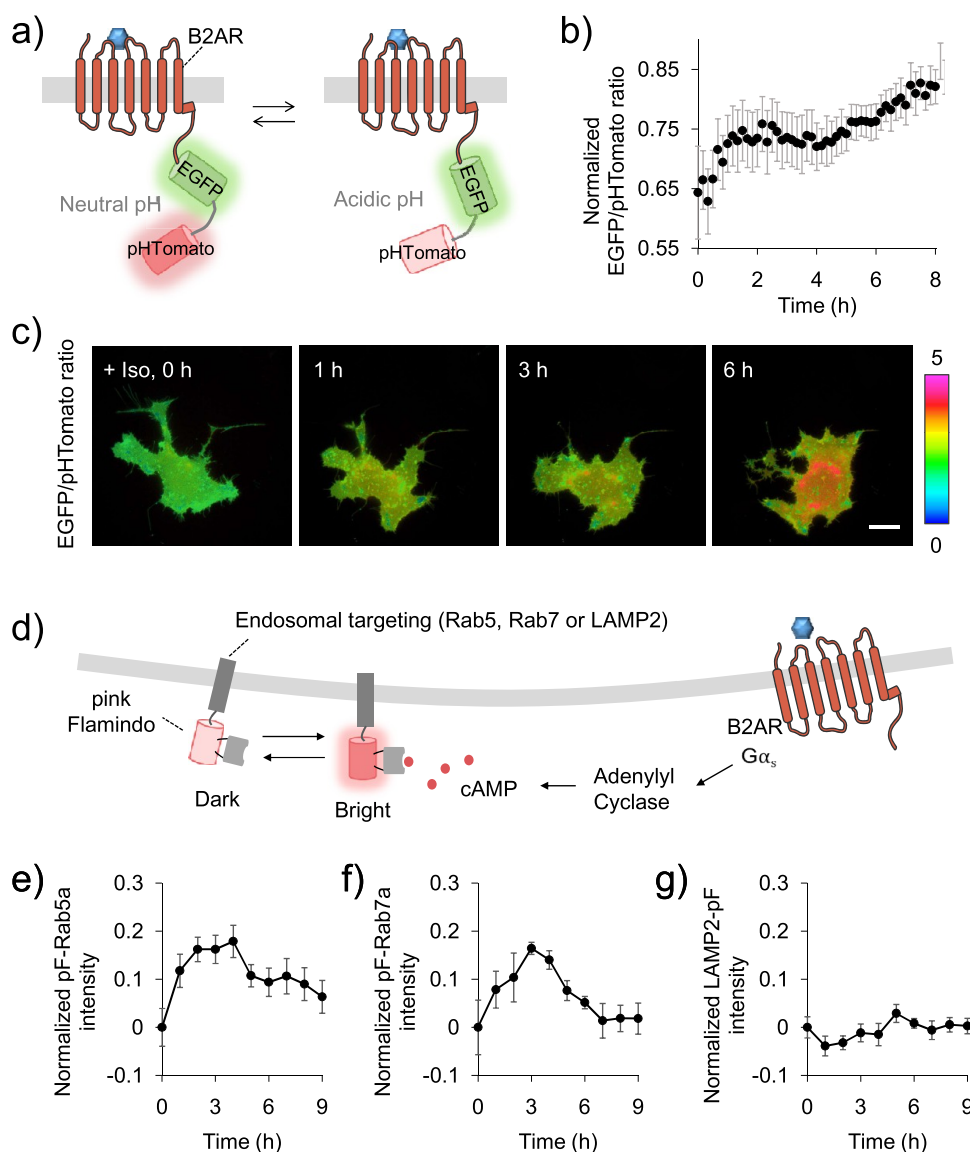 a)
B2AR
EGFP
Neutral pH
pHTomato
Acidic pH
EGFP
pHTomato
b)
Normalized
EGFP/pHTomato ratio
0.85
0.75
0.65
0.55
0 2 4 6 8
Time (h)
c)
EGFP/pHTomato ratio
+ Iso, 0 h
1 h
3 h
6 h
5
0
d)
Endosomal targeting (Rab5, Rab7 or LAMP2)
pink
Flamindo
Dark
Bright
cAMP
Adenylyl
Cyclase
B2AR
Gαs
e)
Normalized pF-Rab5a
intensity
0.3
0.2
0.1
0
-0.1
0 3 6 9
Time (h)
f)
Normalized pF-Rab7a
intensity
0.3
0.2
0.1
0
-0.1
0 3 6 9
Time (h)
g)
Normalized LAMP2-pF
intensity
0.3
0.2
0.1
0
-0.1
0 3 6 9
Time (h)